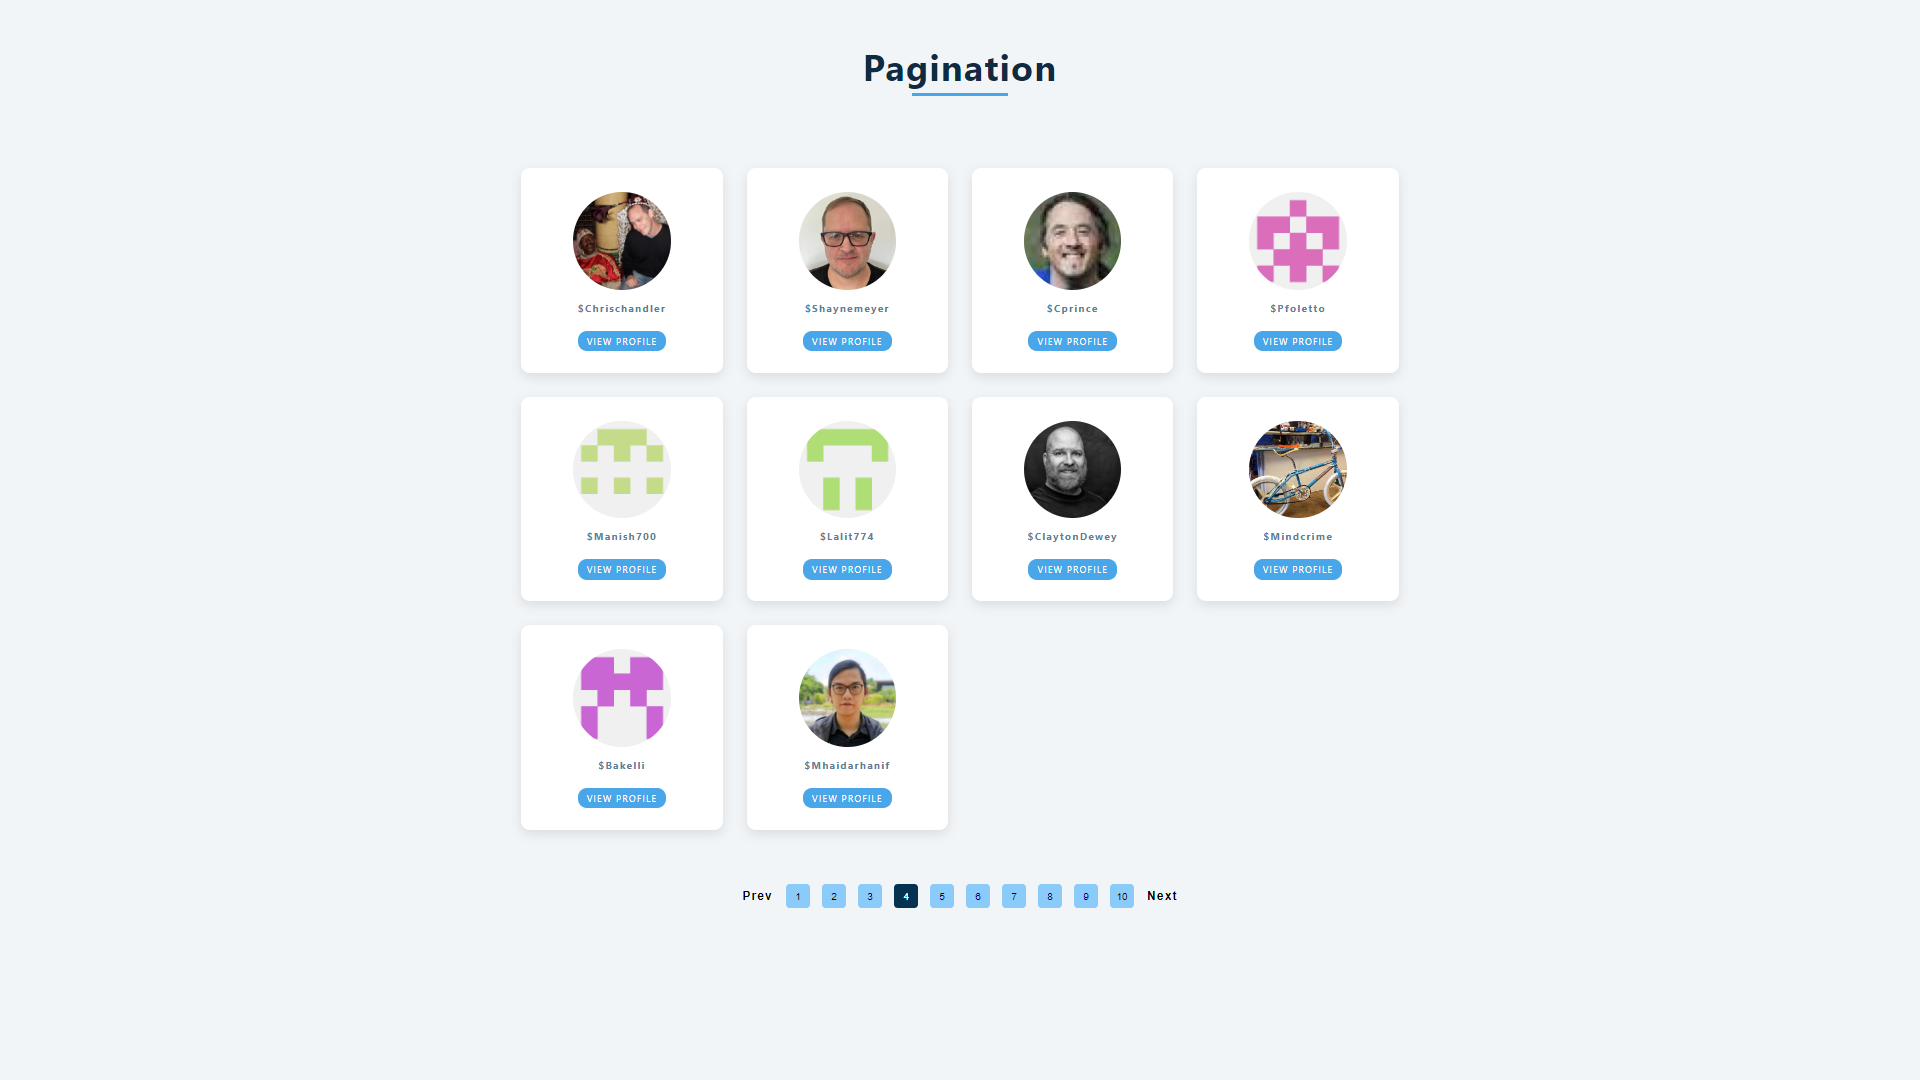 Pagination
$Chrischandler $Shaynemeyer $Cprince $Pfoletto
VIEW PROFILE VIEW PROFILE VIEW PROFILE VIEW PROFILE
$Manish700 $Lalit774 $ClaytonDewey $Mindcrime
VIEW PROFILE VIEW PROFILE VIEW PROFILE VIEW PROFILE
$Bakelli $Mhaidarhanif
VIEW PROFILE VIEW PROFILE
Prev 1 2 3 4 5 6 7 8 9 10 Next